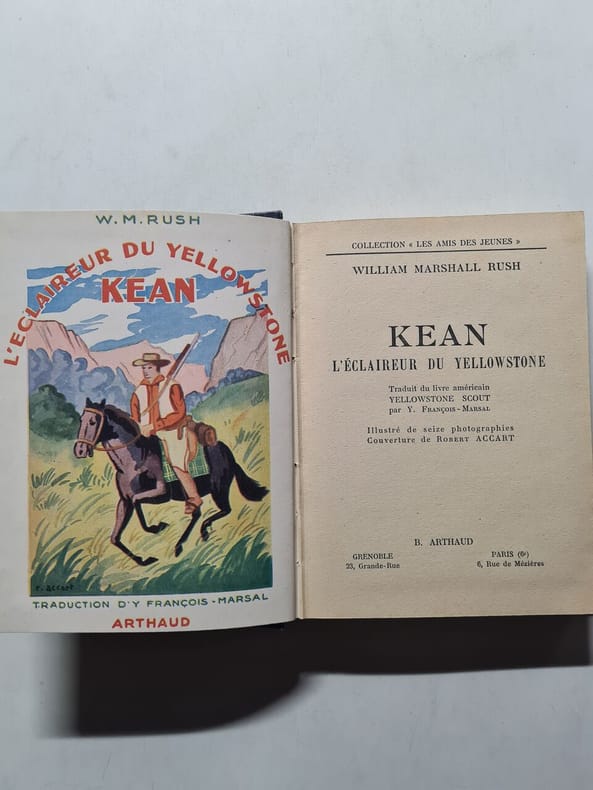 W. M. RUSH
L'ECLAIREUR DU YELLOWSTONE
KEAN
r. accart
TRADUCTION D'Y FRANÇOIS - MARSAL
ARTHAUD
COLLECTION « LES AMIS DES JEUNES »
WILLIAM MARSHALL RUSH
KEAN
L'ÉCLAIREUR DU YELLOWSTONE
Traduit du livre américain
YELLOWSTONE SCOUT
par Y. François-Marsal
Illustré de seize photographies
Couverture de Robert ACCART
B. ARTHAUD
GRENOBLE
23, Grande-Rue
PARIS (6e)
6, Rue de Mézières